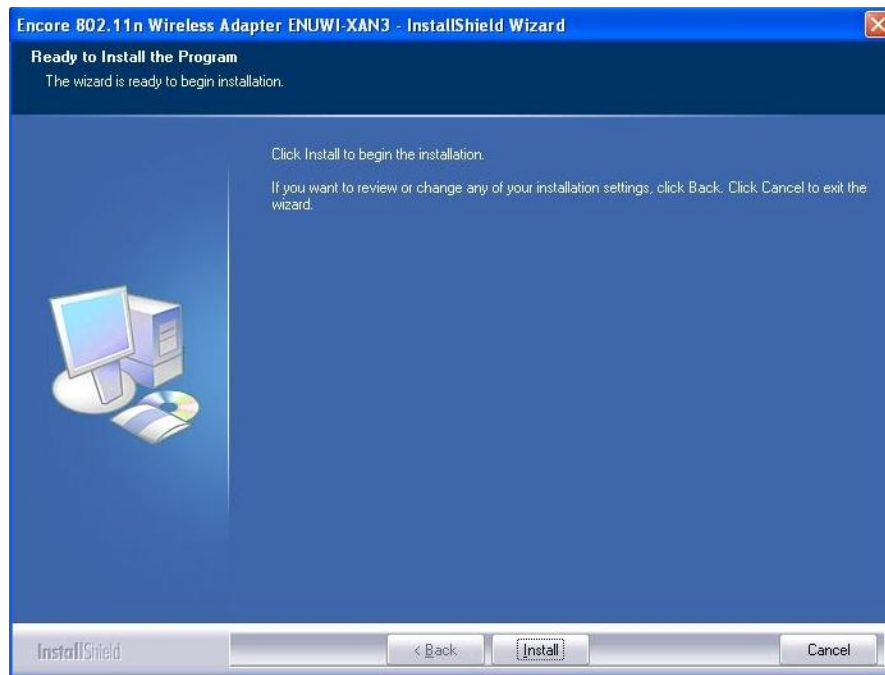 Encore 802.11n Wireless Adapter ENUWI-XAN3 - InstallShield Wizard
Ready to Install the Program
The wizard is ready to begin installation.
Click Install to begin the installation.
If you want to review or change any of your installation settings, click Back. Click Cancel to exit the
wizard.
InstallShield
< Back
Install
Cancel